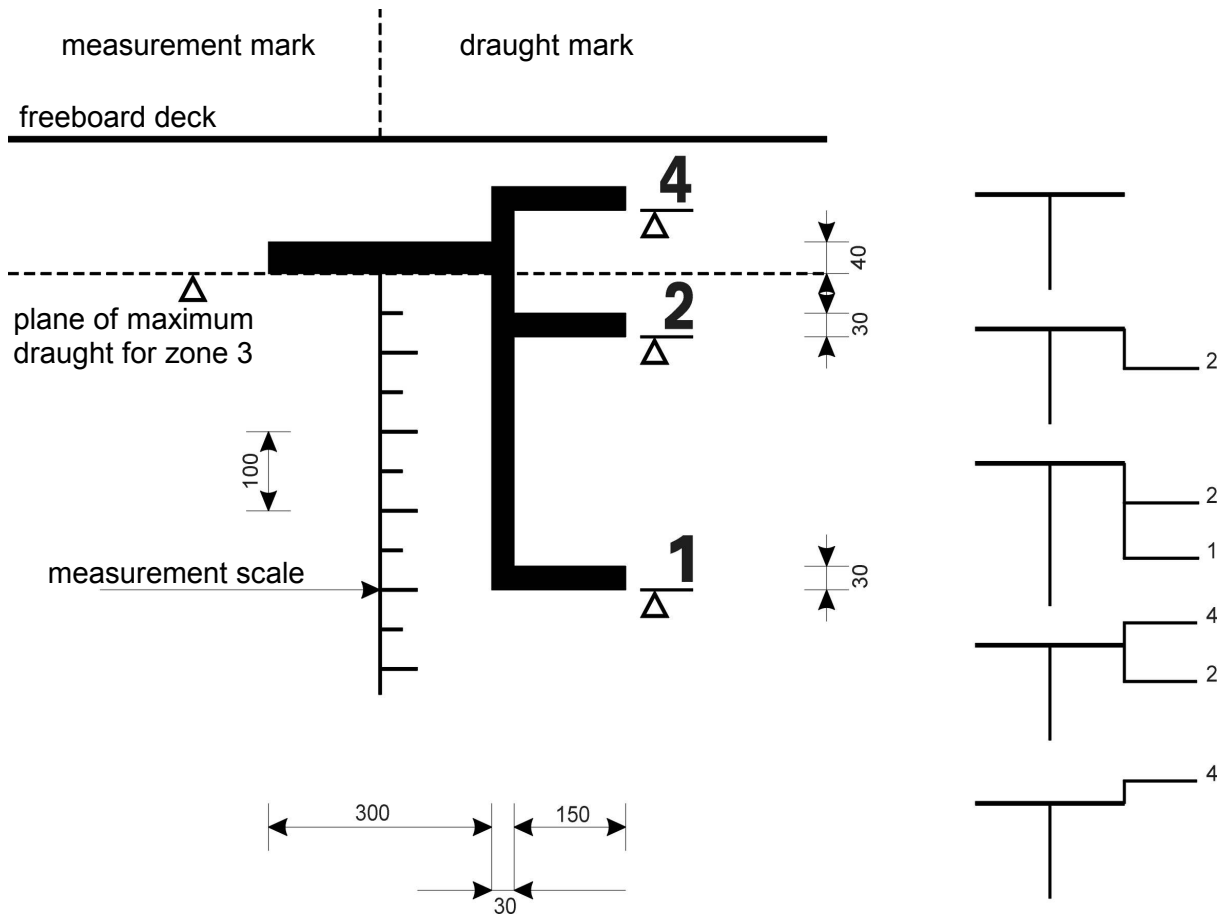 measurement mark
draught mark
freeboard deck
4
40
plane of maximum
draught for zone 3
2
30
100
measurement scale
1
30
300
150
30
2
2
1
4
2
4